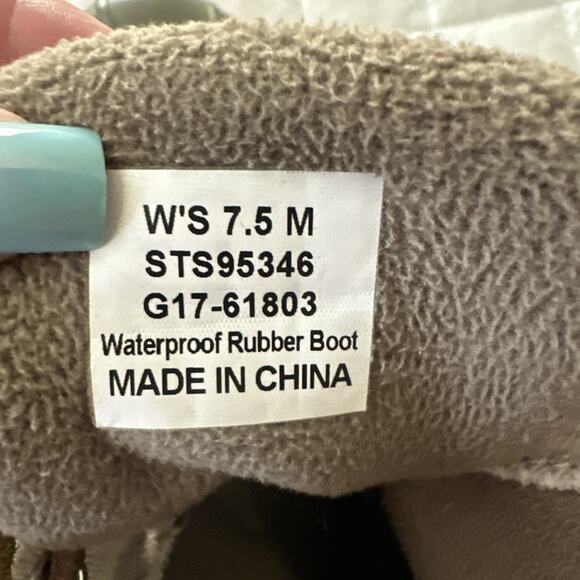 W'S 7.5 M
STS95346
G17-61803
Waterproof Rubber Boot
MADE IN CHINA